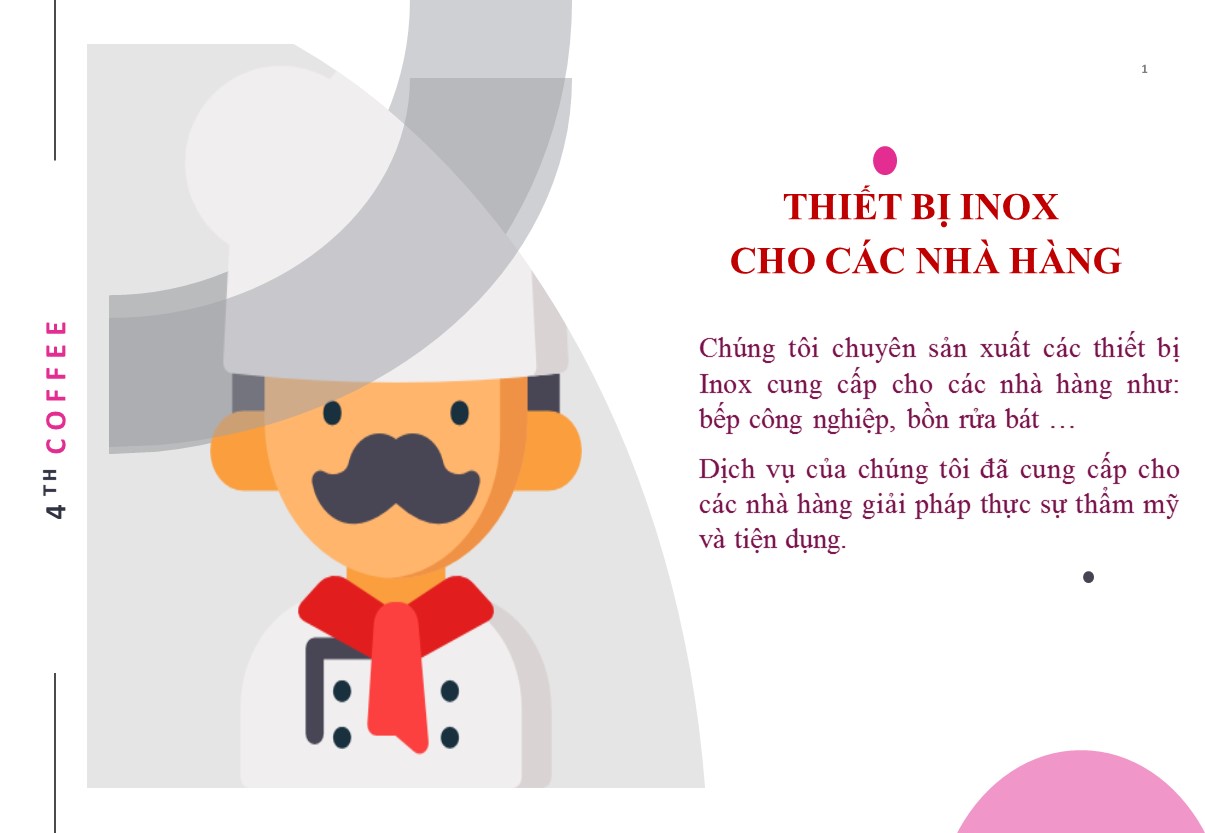 1
THIẾT BỊ INOX
CHO CÁC NHÀ HÀNG
Chúng tôi chuyên sản xuất các thiết bị
Inox cung cấp cho các nhà hàng như:
bếp công nghiệp, bồn rửa bát …
Dịch vụ của chúng tôi đã cung cấp cho
các nhà hàng giải pháp thực sự thẩm mỹ
và tiện dụng.
4TH COFFEE